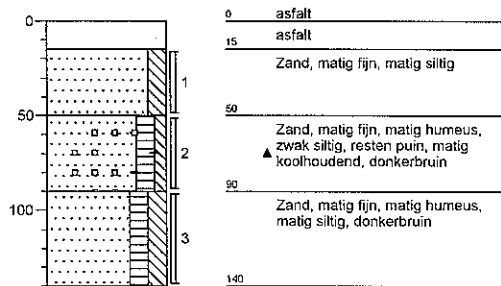 0
50
100
1
2
3
0 asfalt
asfalt
15
Zand, matig fijn, matig siltig
50
Zand, matig fijn, matig humeus,
zwak siltig, resten puin, matig
koolhoudend, donkerbruin
90
Zand, matig fijn, matig humeus,
matig siltig, donkerbruin
140